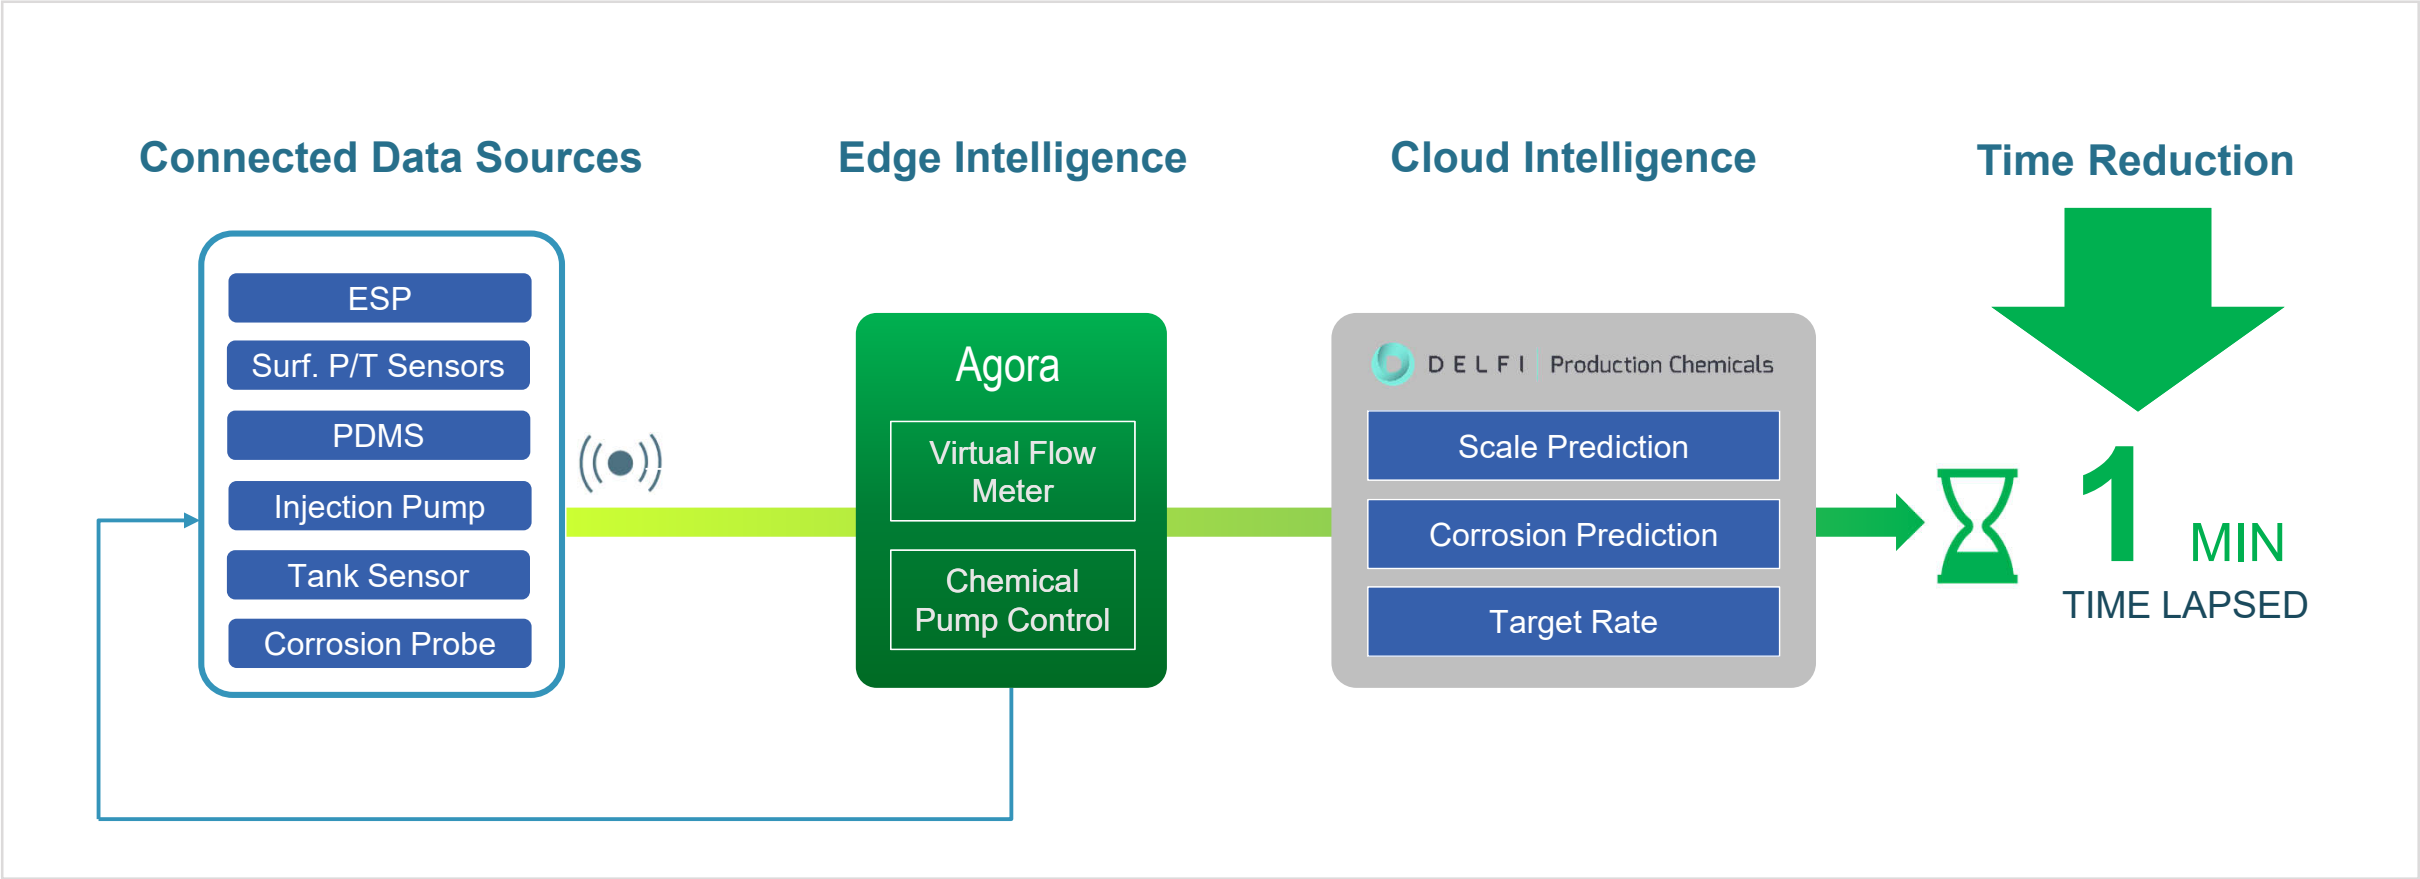 Connected Data Sources
ESP
Surf. P/T Sensors
PDMS
Injection Pump
Tank Sensor
Corrosion Probe
Edge Intelligence
Agora
Virtual Flow
Meter
Chemical
Pump Control
Cloud Intelligence
DELFI | Production Chemicals
Scale Prediction
Corrosion Prediction
Target Rate
Time Reduction
1 MIN
TIME LAPSED